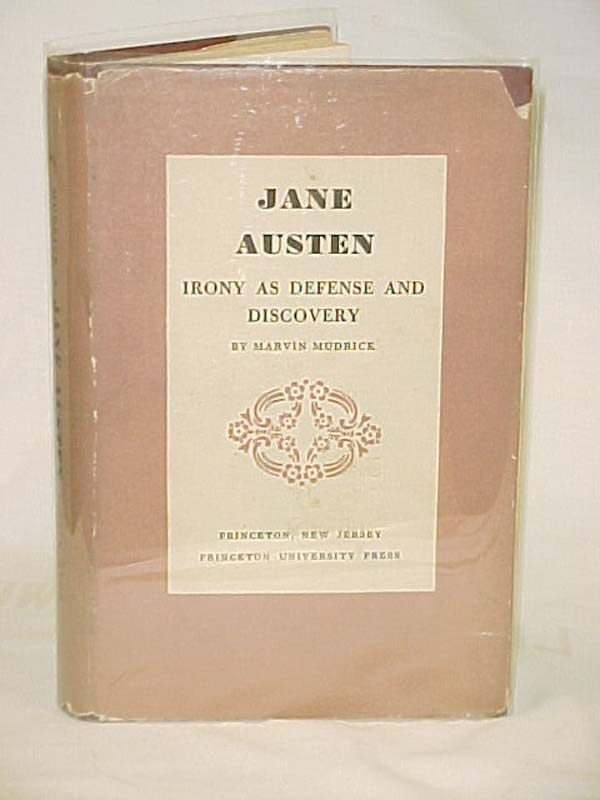 JANE
AUSTEN
IRONY AS DEFENSE AND
DISCOVERY
BY MARVIN MUDRICK
PRINCETON, NEW JERSEY
PRINCETON UNIVERSITY PRESS